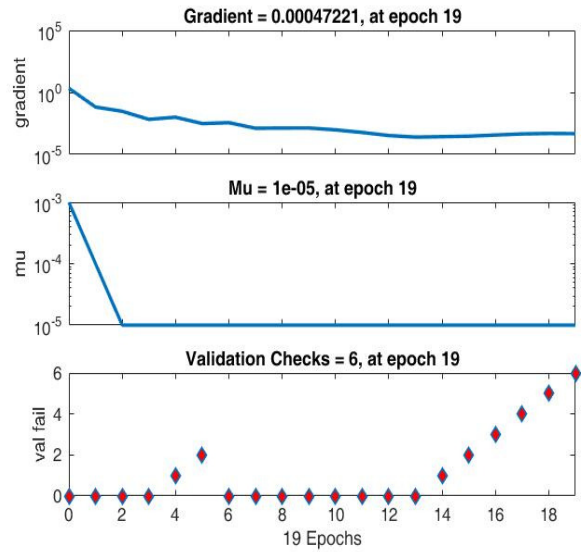 Gradient = 0.00047221, at epoch 19
10^5
10^0
10^-5
gradient
Mu = 1e-05, at epoch 19
10^-3
10^-4
10^-5
mu
Validation Checks = 6, at epoch 19
6
4
2
0
val fail
0 2 4 6 8 10 12 14 16 18
19 Epochs